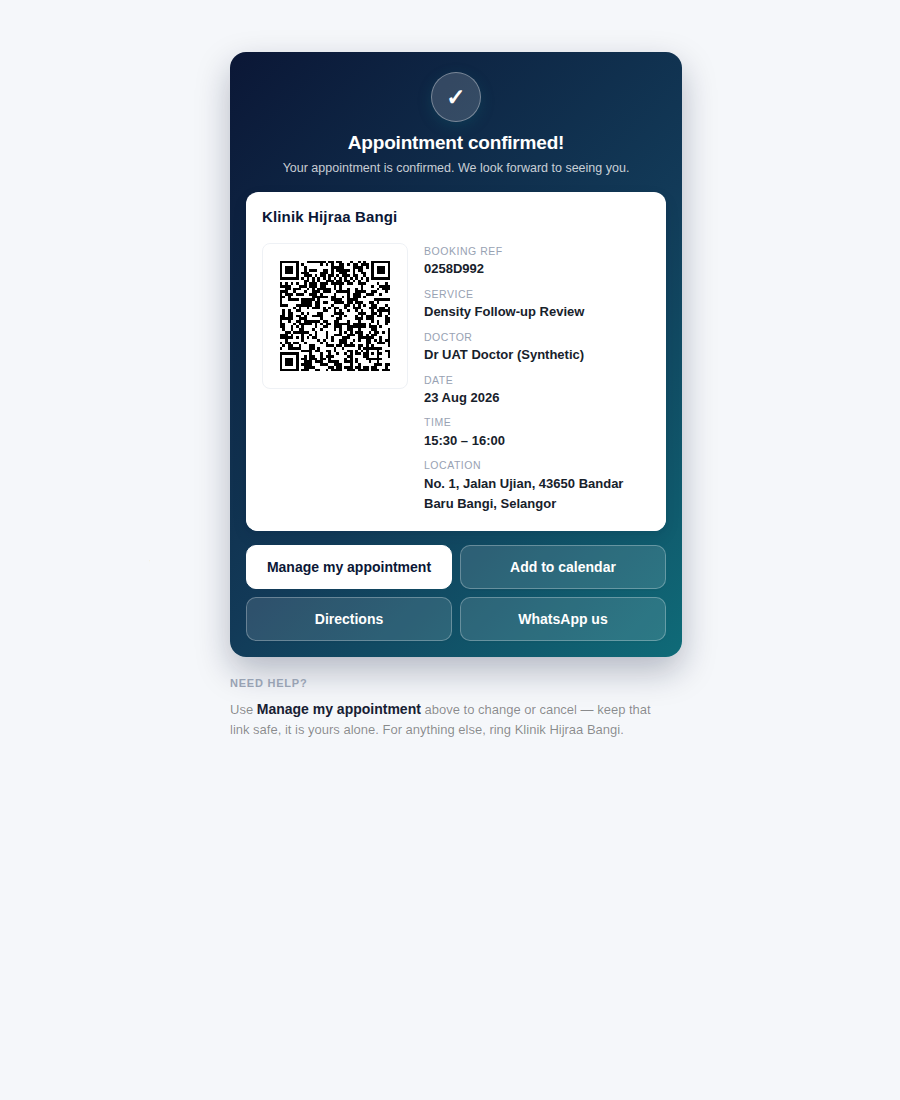 ✓
Appointment confirmed!
Your appointment is confirmed. We look forward to seeing you.
Klinik Hijraa Bangi
BOOKING REF
0258D992
SERVICE
Density Follow-up Review
DOCTOR
Dr UAT Doctor (Synthetic)
DATE
23 Aug 2026
TIME
15:30 – 16:00
LOCATION
No. 1, Jalan Ujian, 43650 Bandar
Baru Bangi, Selangor
Manage my appointment
Add to calendar
Directions
WhatsApp us
NEED HELP?
Use Manage my appointment above to change or cancel — keep that
link safe, it is yours alone. For anything else, ring Klinik Hijraa Bangi.